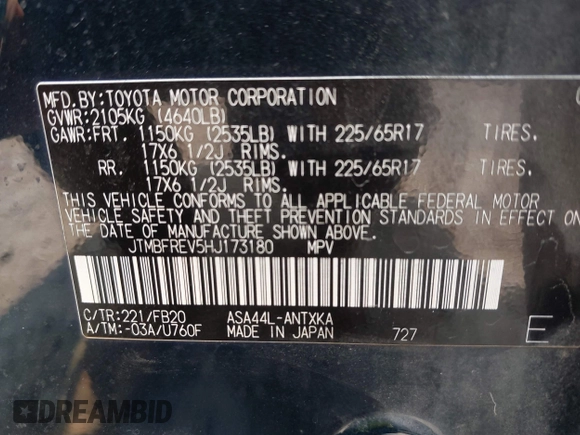 MFD. BY: TOYOTA MOTOR CORPORATION
GVWR: 2105KG (4640LB)
GAWR: FRT. 1150KG (2535LB) WITH 225/65R17 TIRES.
17X6 1/2J RIMS.
RR. 1150KG (2535LB) WITH 225/65R17 TIRES.
17X6 1/2J RIMS.
THIS VEHICLE CONFORMS TO ALL APPLICABLE FEDERAL MOTOR
VEHICLE SAFETY AND THEFT PREVENTION STANDARDS IN EFFECT ON
THE DATE OF MANUFACTURE SHOWN ABOVE.
JTMBFREV5HJ173180 MPV
C/TR: 221/FB20 ASA44L-ANTXKA
A/TM: -03A/U760F MADE IN JAPAN 727 E
DREAMBID